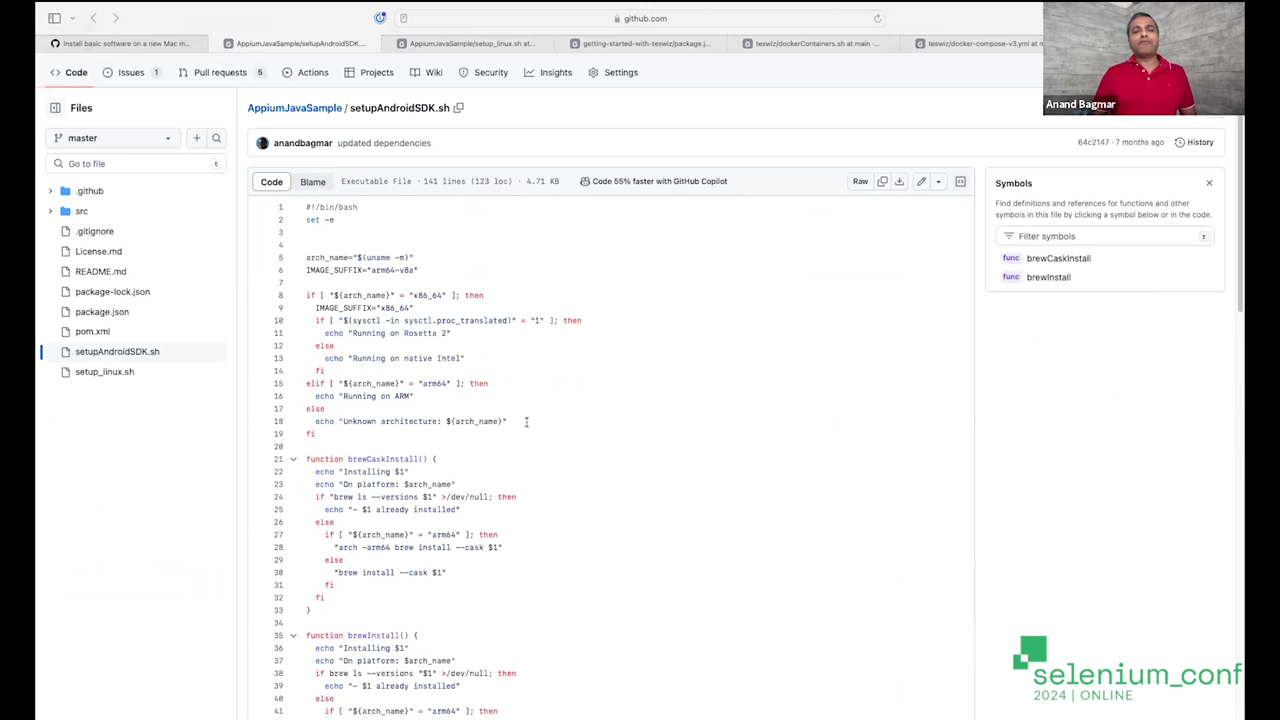 github.com
Install basic software on a new Mac m...
AppiumJavaSample/setupAndroidSDK....
AppiumJavaSample/setup_linux.sh at...
getting-started-with-teswiz/package.j...
teswiz/dockerContainers.sh at main · ...
teswiz/docker-compose-v3.yml at m
Code
Issues 1
Pull requests 5
Actions
Projects
Wiki
Security
Insights
Settings
Anand Bagmar
Files
master
Go to file t
.github
src
.gitignore
License.md
README.md
package-lock.json
package.json
pom.xml
setupAndroidSDK.sh
setup_linux.sh
AppiumJavaSample / setupAndroidSDK.sh
anandbagmar updated dependencies
64c2147 · 7 months ago History
Code Blame Executable File · 141 lines (123 loc) · 4.71 KB Code 55% faster with GitHub Copilot
Raw
1 #!/bin/bash
2 set -e
3
4
5 arch_name="$(uname -m)"
6 IMAGE_SUFFIX="arm64-v8a"
7
8 if [ "${arch_name}" = "x86_64" ]; then
9 IMAGE_SUFFIX="x86_64"
10 if [ "$(sysctl -in sysctl.proc_translated)" = "1" ]; then
11 echo "Running on Rosetta 2"
12 else
13 echo "Running on native Intel"
14 fi
15 elif [ "${arch_name}" = "arm64" ]; then
16 echo "Running on ARM"
17 else
18 echo "Unknown architecture: ${arch_name}"
19 fi
20
21 function brewCaskInstall() {
22 echo "Installing $1"
23 echo "On platform: $arch_name"
24 if "brew ls --versions "$1" >/dev/null; then
25 echo "- $1 already installed"
26 else
27 if [ "${arch_name}" = "arm64" ]; then
28 "arch -arm64 brew install --cask $1"
29 else
30 "brew install --cask $1"
31 fi
32 fi
33 }
34
35 function brewInstall() {
36 echo "Installing $1"
37 echo "On platform: $arch_name"
38 if brew ls --versions "$1" >/dev/null; then
39 echo "- $1 already installed"
40 else
41 if [ "${arch_name}" = "arm64" ]; then
Symbols
Find definitions and references for functions and other
symbols in this file by clicking a symbol below or in the code.
Filter symbols r
func brewCaskInstall
func brewInstall
selenium_conf
2024 | ONLINE